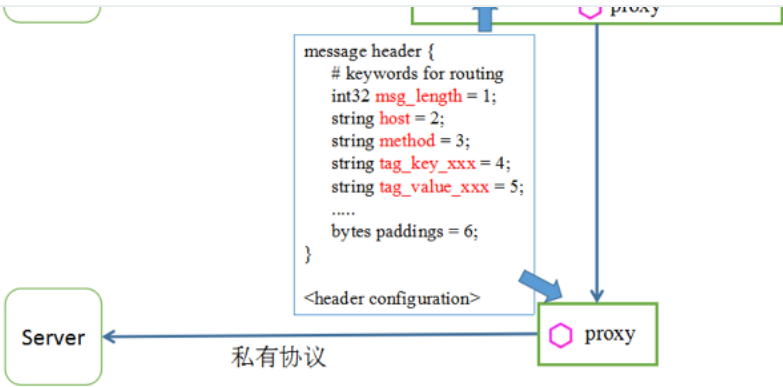 proxy
message header {
# keywords for routing
int32 msg_length = 1;
string host = 2;
string method = 3;
string tag_key_xxx = 4;
string tag_value_xxx = 5;
.....
bytes paddings = 6;
}
<header configuration>
Server
私有协议
proxy